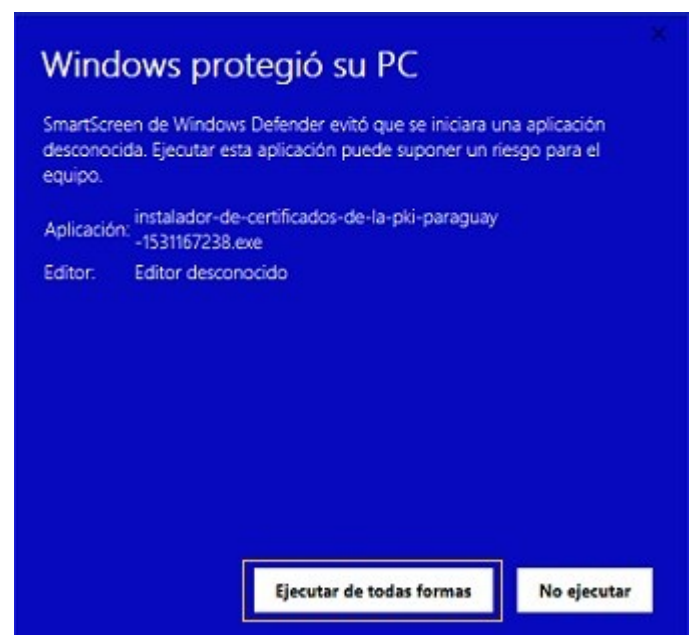 Windows protegió su PC
SmartScreen de Windows Defender evitó que se iniciara una aplicación
desconocida. Ejecutar esta aplicación puede suponer un riesgo para el
equipo.
Aplicación: instalador-de-certificados-de-la-pki-paraguay
-1531167238.exe
Editor: Editor desconocido
Ejecutar de todas formas No ejecutar